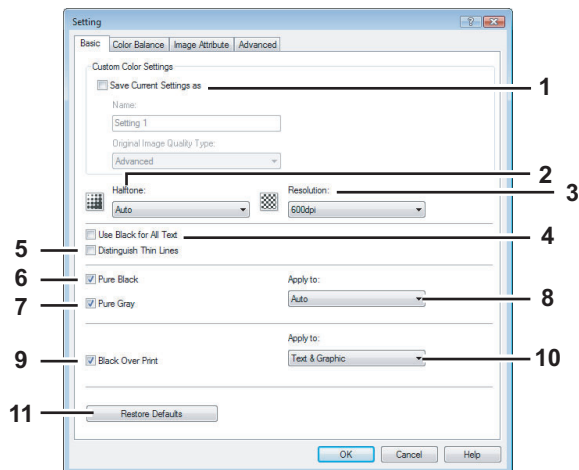 Setting
Basic Color Balance Image Attribute Advanced
Custom Color Settings
Save Current Settings as
1
Name:
Setting 1
Original Image Quality Type:
Advanced
2
Halftone: Resolution:
3
Auto 600dpi
Use Black for All Text
4
5 Distinguish Thin Lines
6 Pure Black Apply to:
7 Pure Gray Auto 8
Apply to:
9 Black Over Print Text & Graphic 10
11 Restore Defaults
OK Cancel Help